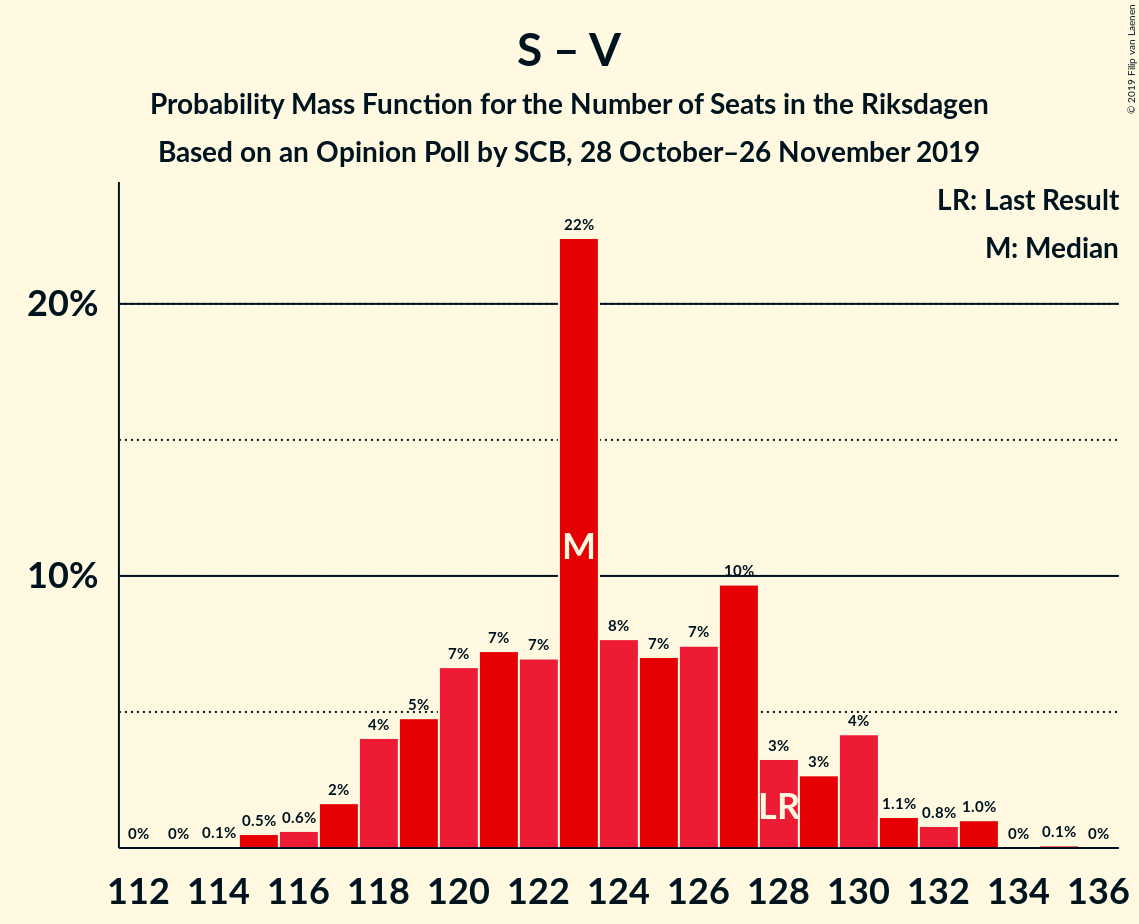 S – V
Probability Mass Function for the Number of Seats in the Riksdagen
Based on an Opinion Poll by SCB, 28 October–26 November 2019
© 2019 Filip van Laenen
LR: Last Result
M: Median
20%
10%
0% 0% 0.1% 0.5% 0.6% 2% 4% 5% 7% 7% 7% 22% 8% 7% 7% 10% 3% 3% 4% 1.1% 0.8% 1.0% 0% 0.1% 0%
M
LR
112 114 116 118 120 122 124 126 128 130 132 134 136